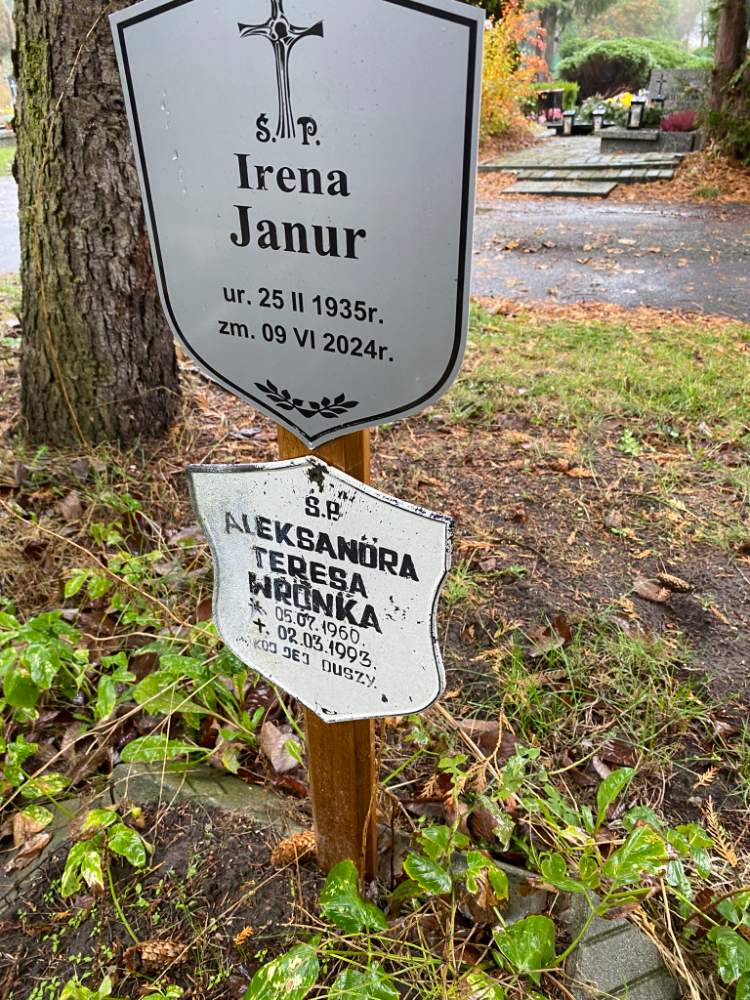 Ś. P.
Irena
Janur
ur. 25 II 1935r.
zm. 09 VI 2024r.
Ś.P.
ALEKSANDRA
TERESA
WRONKA
*. 05.07.1960.
+. 02.03.1993.
KÓJ JEJ DUSZY.